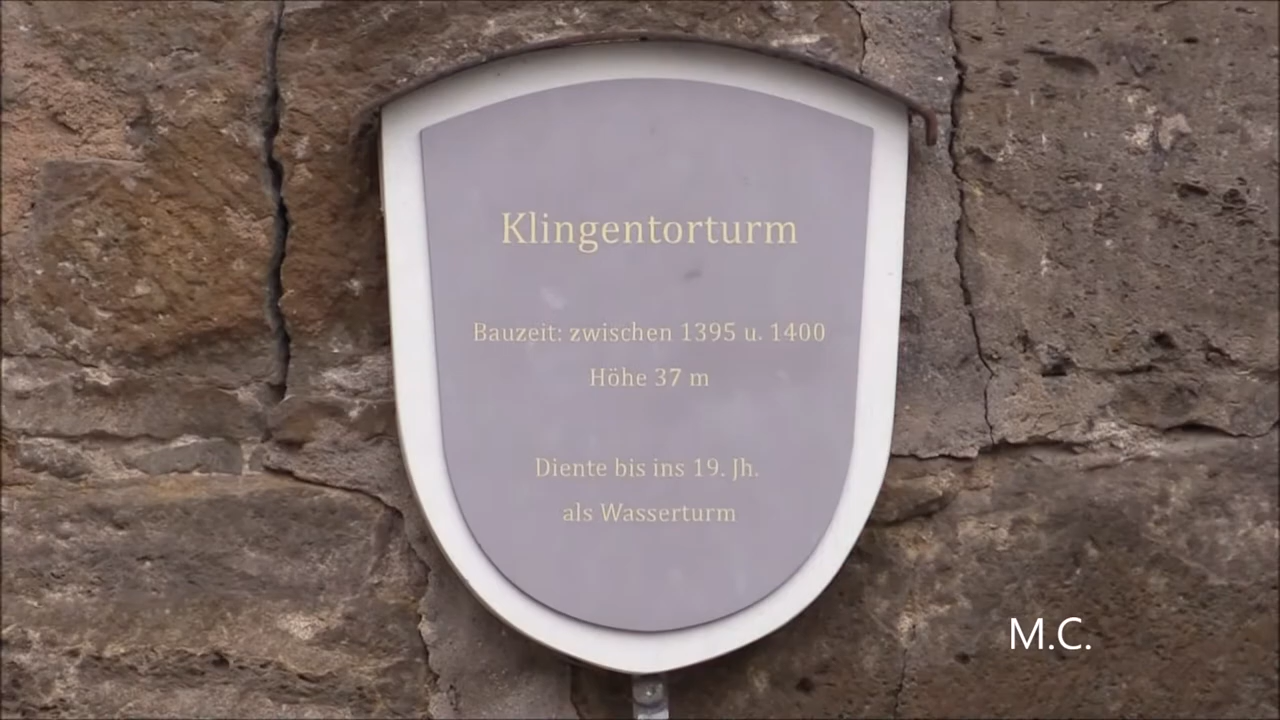 Klingentorturm
Bauzeit: zwischen 1395 u. 1400
Höhe 37 m
Diente bis ins 19. Jh.
als Wasserturm
M.C.